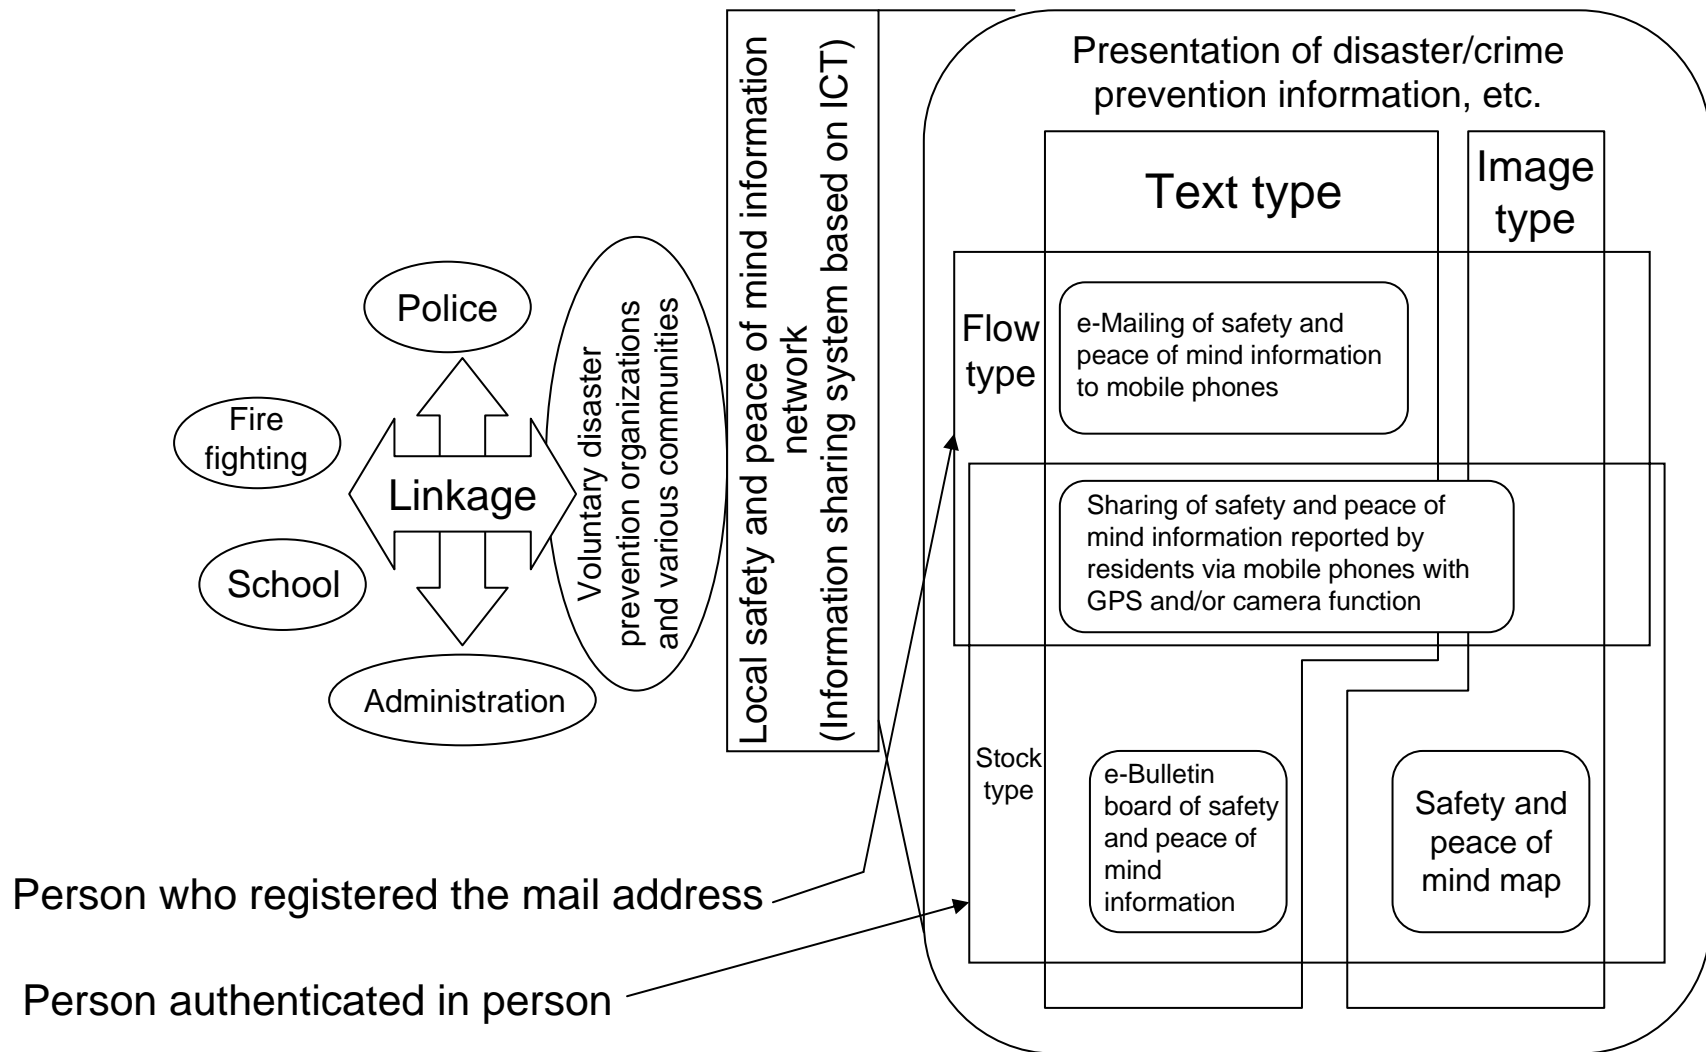 Presentation of disaster/crime
prevention information, etc.
Text type
Image
type
Flow
type
e-Mailing of safety and
peace of mind information
to mobile phones
Sharing of safety and peace of
mind information reported by
residents via mobile phones with
GPS and/or camera function
Stock
type
e-Bulletin
board of safety
and peace of
mind
information
Safety and
peace of
mind map
Local safety and peace of mind information
network
(Information sharing system based on ICT)
Voluntary disaster
prevention organizations
and various communities
Police
Fire
fighting
Linkage
School
Administration
Person who registered the mail address
Person authenticated in person